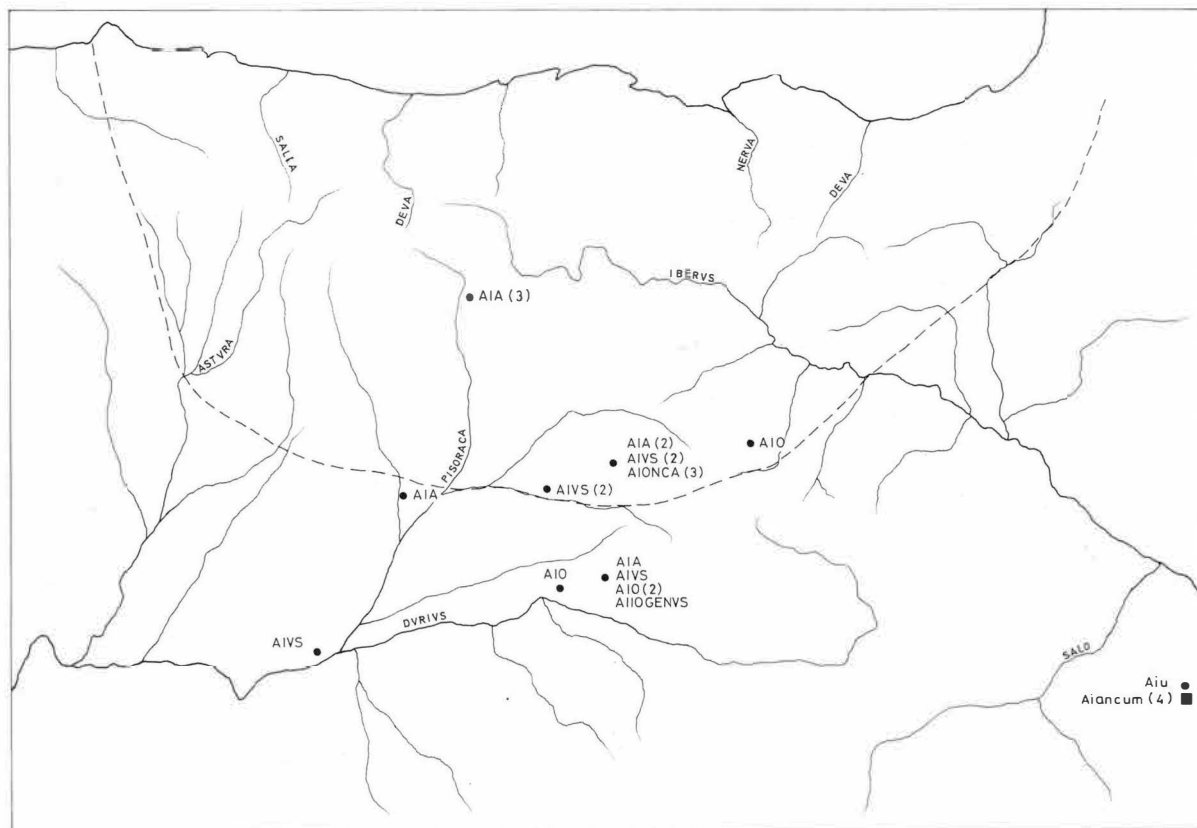 SALIA
DEVA
NERVA
DEVA
IBERVS
AIA (3)
ASTVRA
PISORACA
AIA (2)
AIVS (2)
AIONCA (3)
AIO
AIVS (2)
AIA
AIO
AIA
AIVS
AIO (2)
AIIOGENVS
DVRIVS
AIVS
SALO
Aiu
Aiancum (4)